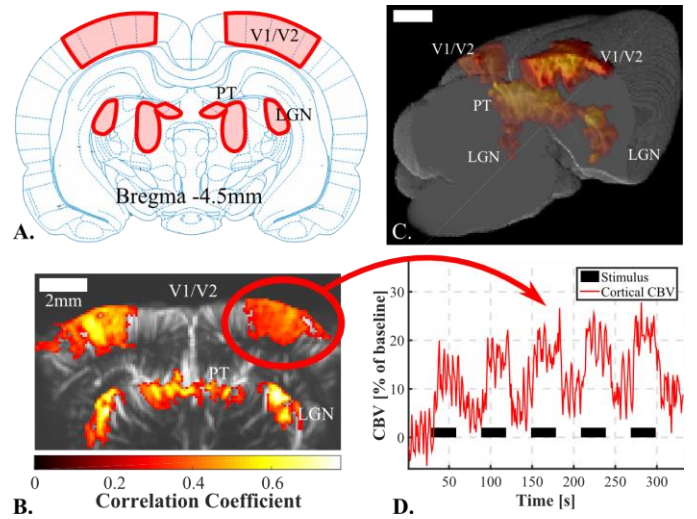 V1/V2
V1/V2
PT
LGN
Bregma -4.5mm
A.
V1/V2
V1/V2
PT
LGN
LGN
C.
2mm
V1/V2
PT
LGN
0 0.2 0.4 0.6
Correlation Coefficient
B.
Stimulus
Cortical CBV
30
20
10
0
CBV [% of baseline]
50 100 150 200 250 300
Time [s]
D.